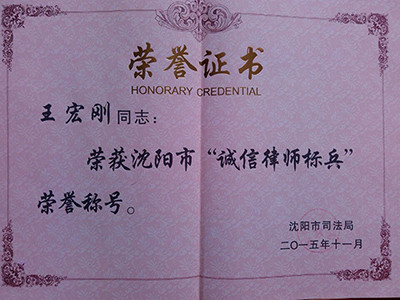 荣誉证书
HONORARY CREDENTIAL
王宏刚同志：
荣获沈阳市“诚信律师标兵”
荣誉称号。
沈阳市司法局
二〇一五年十一月